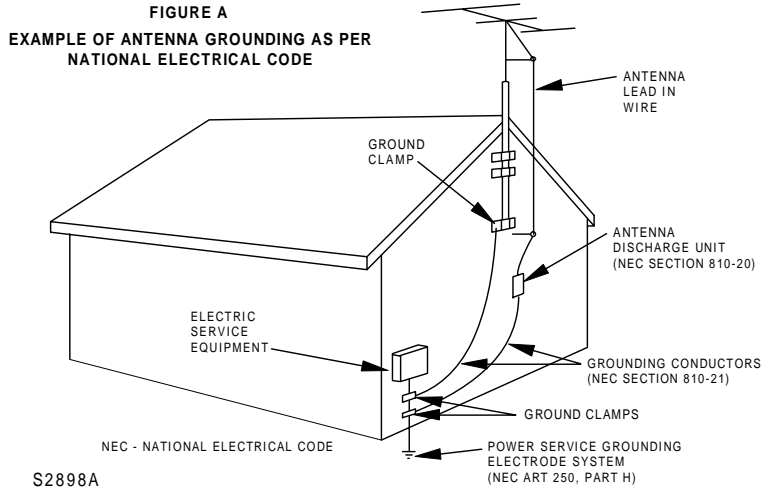 FIGURE A
EXAMPLE OF ANTENNA GROUNDING AS PER
NATIONAL ELECTRICAL CODE
ANTENNA
LEAD IN
WIRE
GROUND
CLAMP
ANTENNA
DISCHARGE UNIT
(NEC SECTION 810-20)
ELECTRIC
SERVICE
EQUIPMENT
GROUNDING CONDUCTORS
(NEC SECTION 810-21)
GROUND CLAMPS
NEC - NATIONAL ELECTRICAL CODE
POWER SERVICE GROUNDING
ELECTRODE SYSTEM
(NEC ART 250, PART H)
S2898A